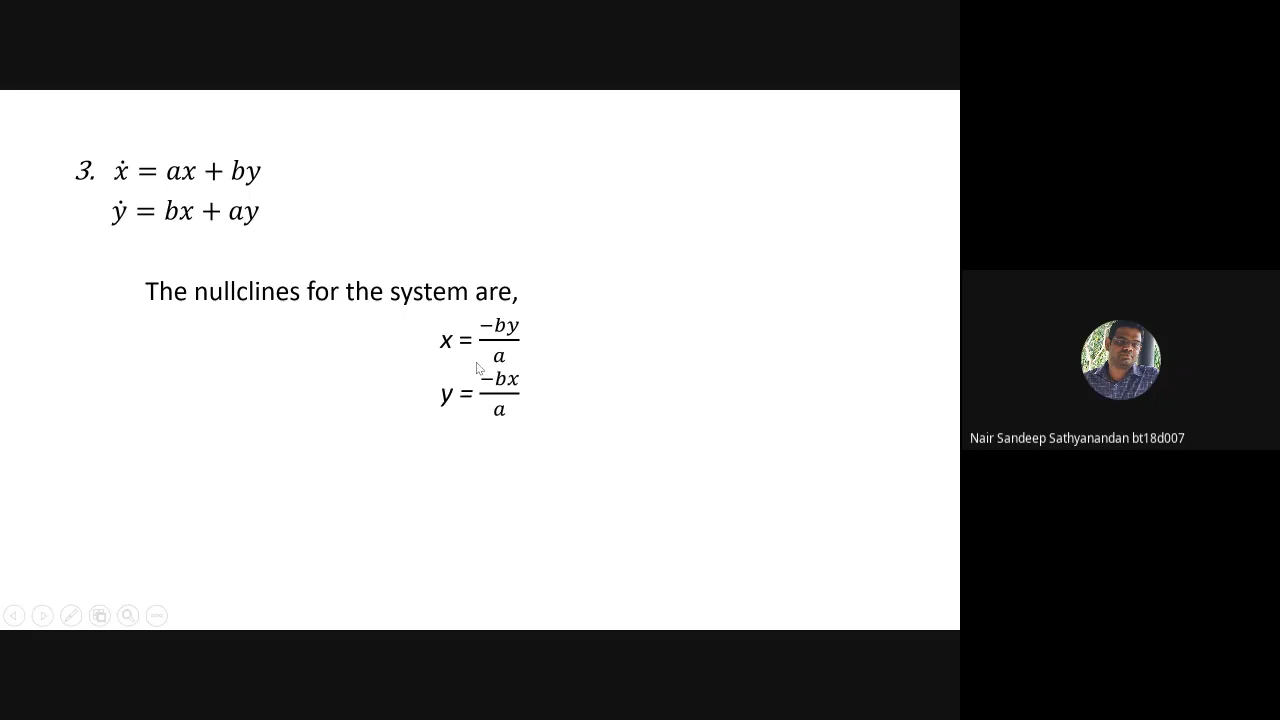 3. ẋ = ax + by
ẏ = bx + ay
The nullclines for the system are,
x = −by/a
y = −bx/a
Nair Sandeep Sathyanandan bt18d007